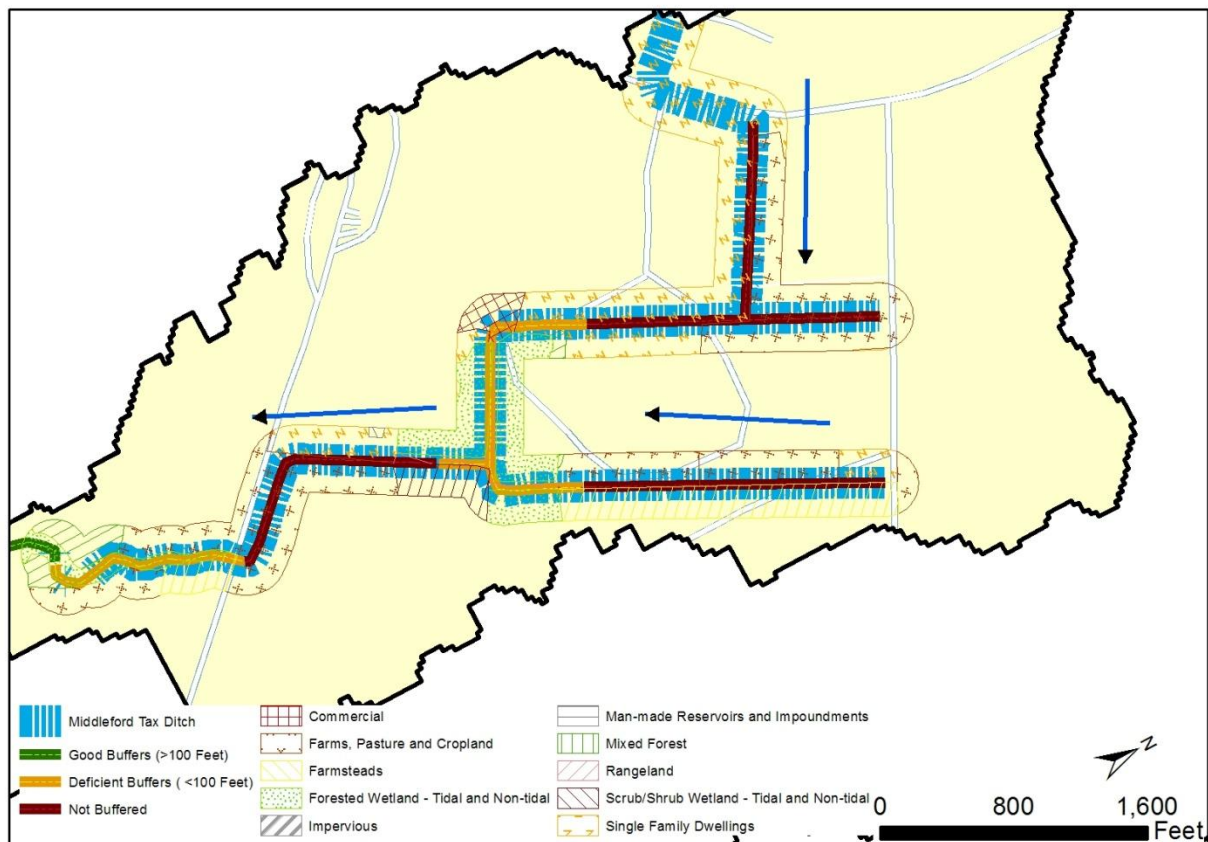 Middleford Tax Ditch
Good Buffers (>100 Feet)
Deficient Buffers ( <100 Feet)
Not Buffered
Commercial
Farms, Pasture and Cropland
Farmsteads
Forested Wetland - Tidal and Non-tidal
Impervious
Man-made Reservoirs and Impoundments
Mixed Forest
Rangeland
Scrub/Shrub Wetland - Tidal and Non-tidal
Single Family Dwellings
N
0 800 1,600
Feet